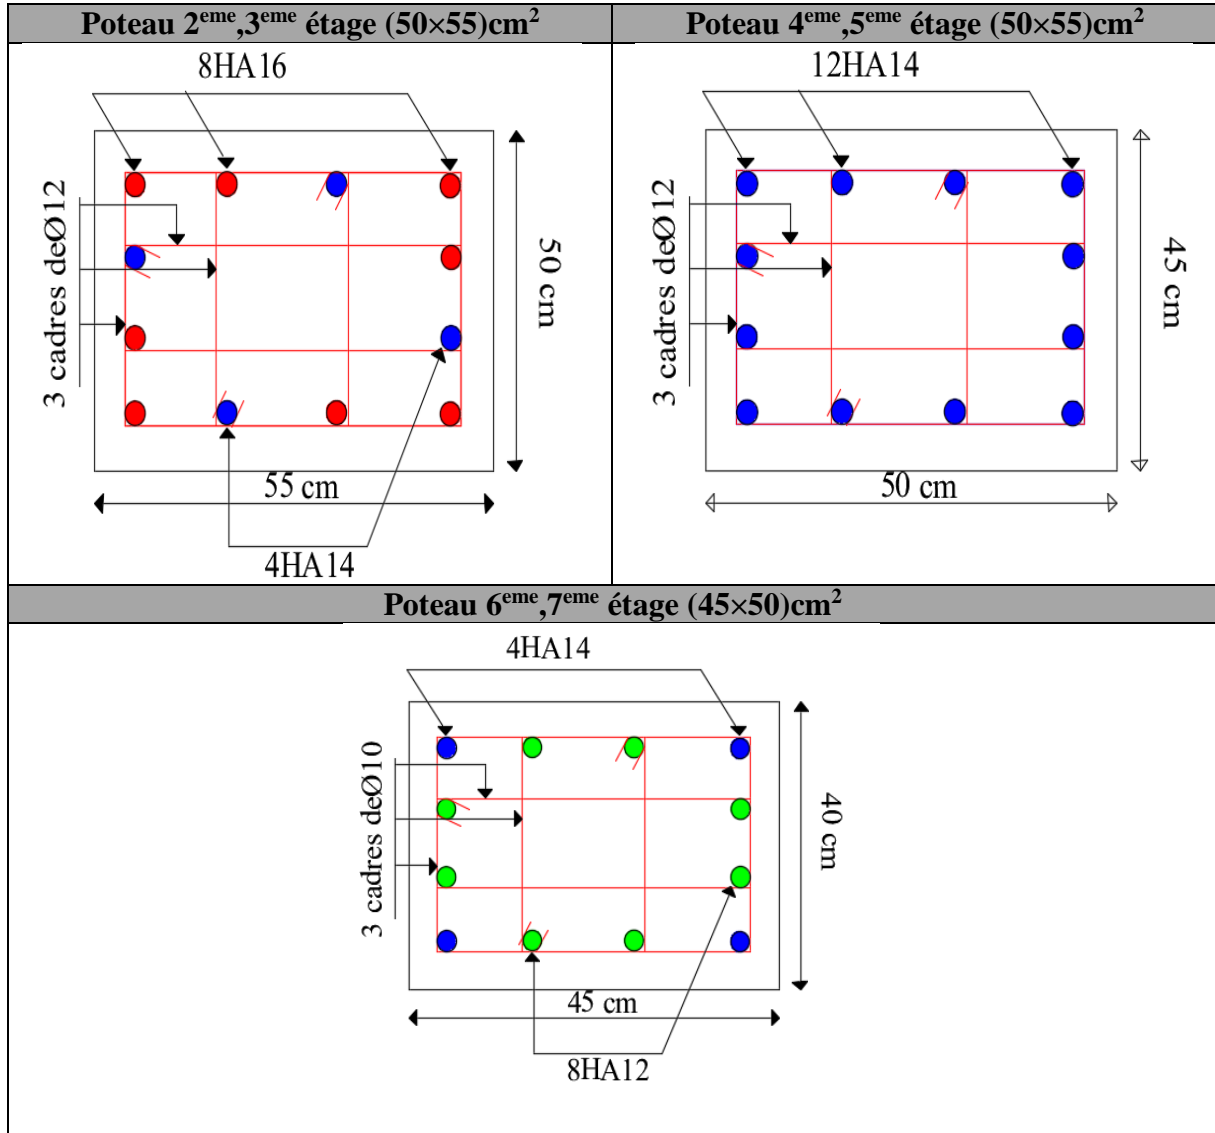 Poteau 2eme,3eme étage (50×55)cm2
8HA16
3 cadres deØ12
50 cm
55 cm
4HA14
Poteau 4eme,5eme étage (50×55)cm2
12HA14
3 cadres deØ12
45 cm
50 cm
Poteau 6eme,7eme étage (45×50)cm2
4HA14
3 cadres deØ10
40 cm
45 cm
8HA12